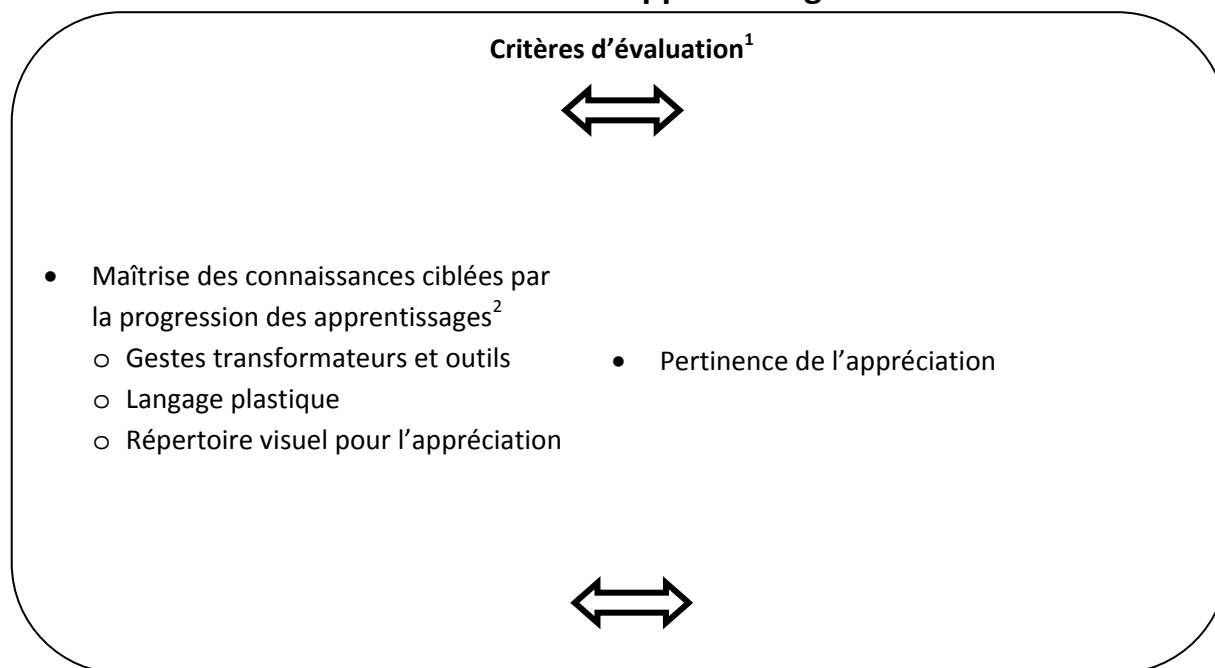 Critères d’évaluation1
• Maîtrise des connaissances ciblées par
la progression des apprentissages2
o Gestes transformateurs et outils
o Langage plastique
o Répertoire visuel pour l’appréciation
• Pertinence de l’appréciation